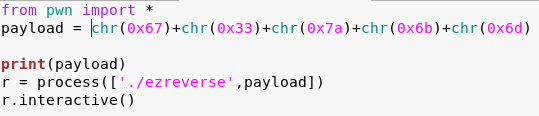 from pwn import *
payload = chr(0x67)+chr(0x33)+chr(0x7a)+chr(0x6b)+chr(0x6d)
print(payload)
r = process(['./ezreverse',payload])
r.interactive()